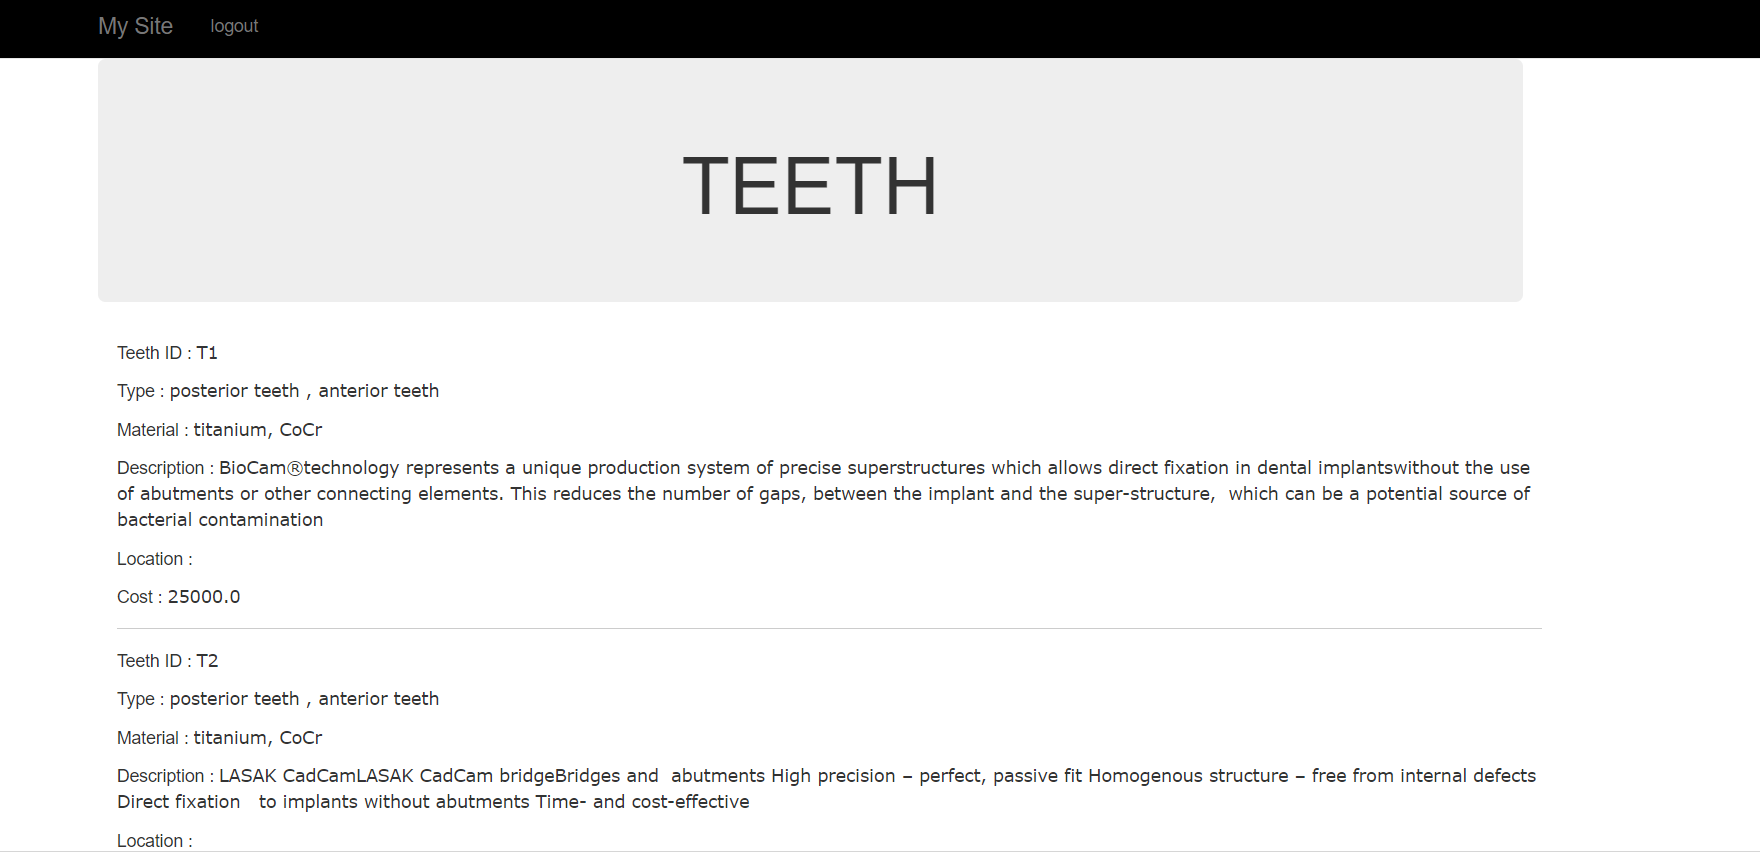 My Site logout
TEETH
Teeth ID : T1
Type : posterior teeth , anterior teeth
Material : titanium, CoCr
Description : BioCam®technology represents a unique production system of precise superstructures which allows direct fixation in dental implantswithout the use
of abutments or other connecting elements. This reduces the number of gaps, between the implant and the super-structure,  which can be a potential source of
bacterial contamination
Location :
Cost : 25000.0
Teeth ID : T2
Type : posterior teeth , anterior teeth
Material : titanium, CoCr
Description : LASAK CadCamLASAK CadCam bridgeBridges and  abutments High precision – perfect, passive fit Homogenous structure – free from internal defects
Direct fixation   to implants without abutments Time- and cost-effective
Location :